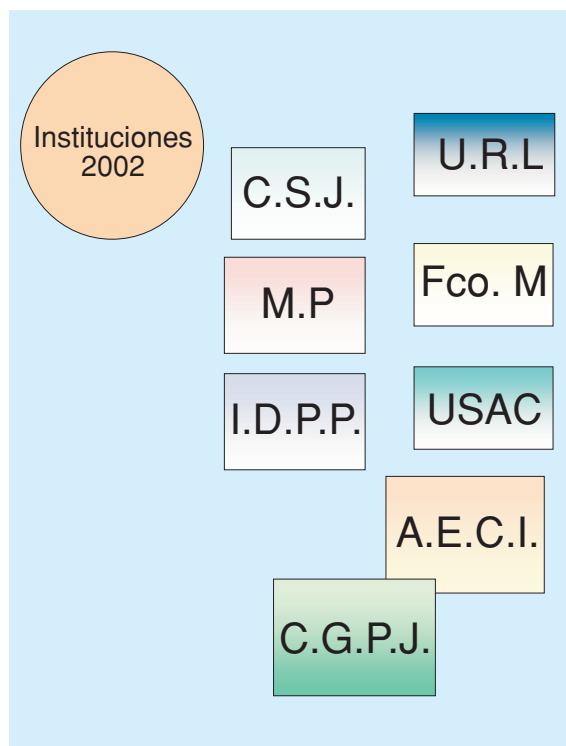 Instituciones
2002
C.S.J.
M.P
I.D.P.P.
U.R.L
Fco. M
USAC
A.E.C.I.
C.G.P.J.